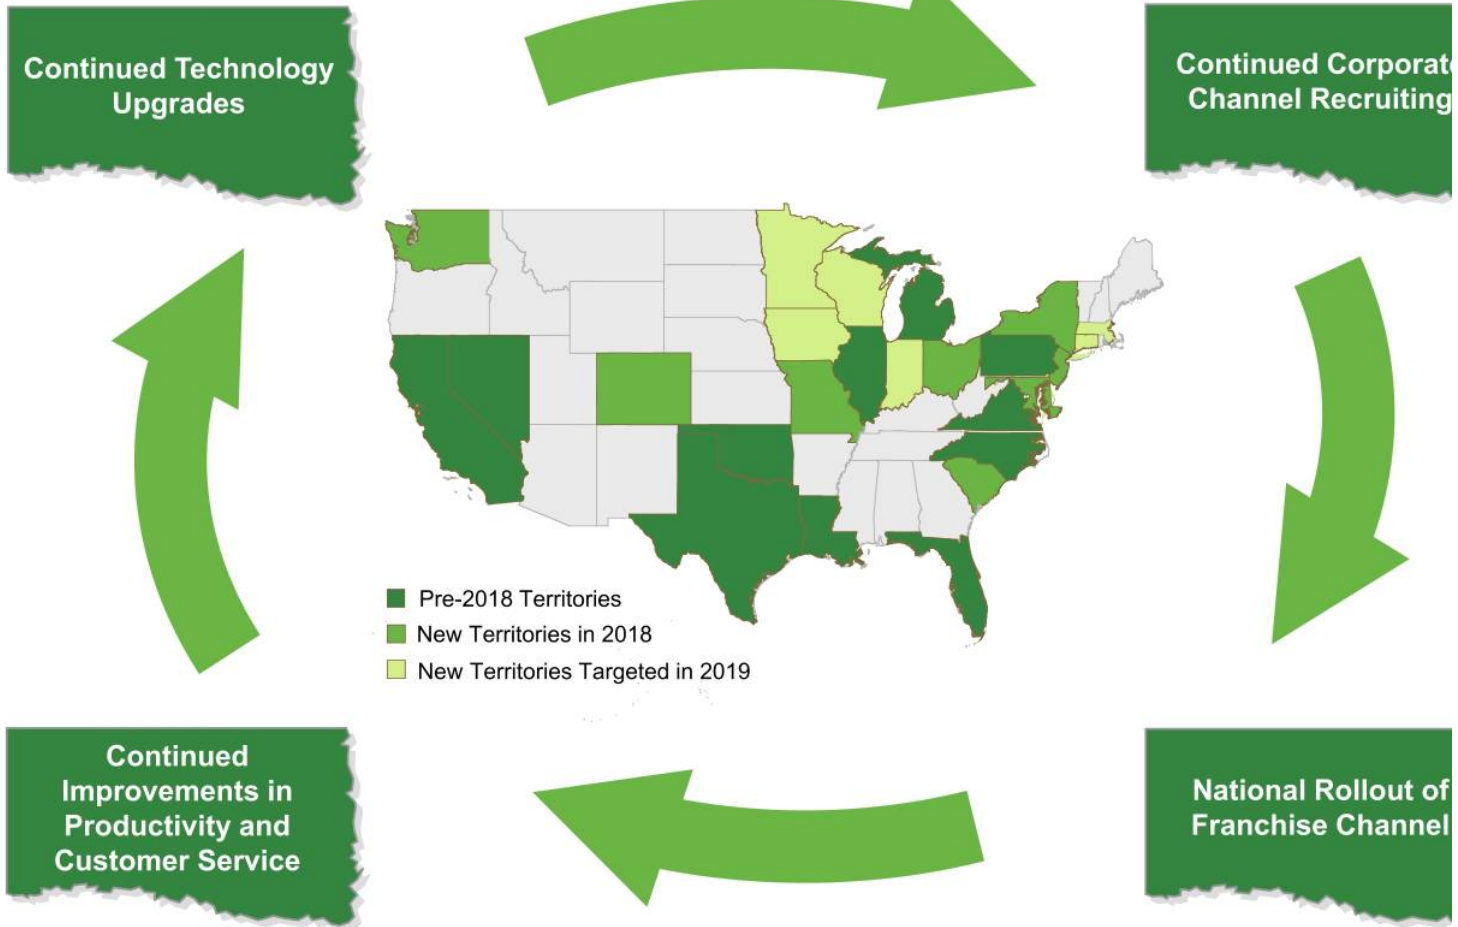 Continued Technology
Upgrades
Continued Corporate
Channel Recruiting
Pre-2018 Territories
New Territories in 2018
New Territories Targeted in 2019
Continued
Improvements in
Productivity and
Customer Service
National Rollout of
Franchise Channel